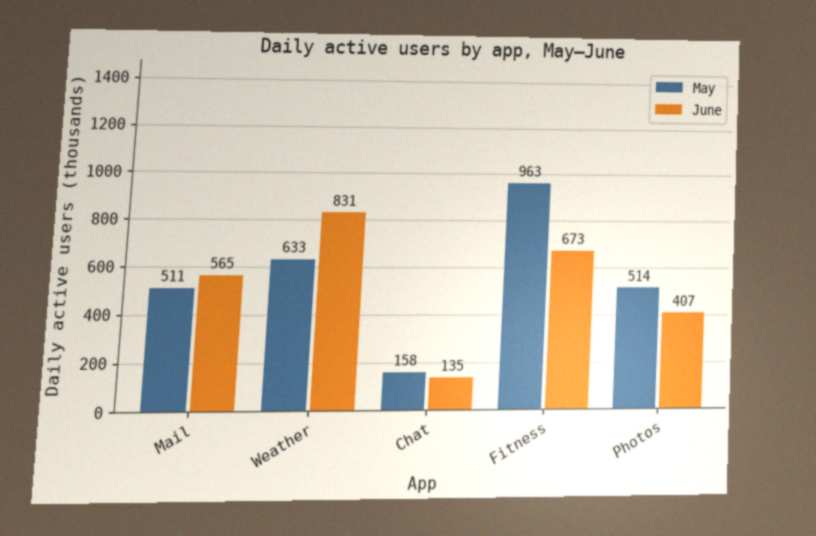 Daily active users by app, May–June
May
June
Daily active users (thousands)
1400
1200
1000
800
600
400
200
0
511
565
633
831
158
135
963
673
514
407
Mail
Weather
Chat
Fitness
Photos
App